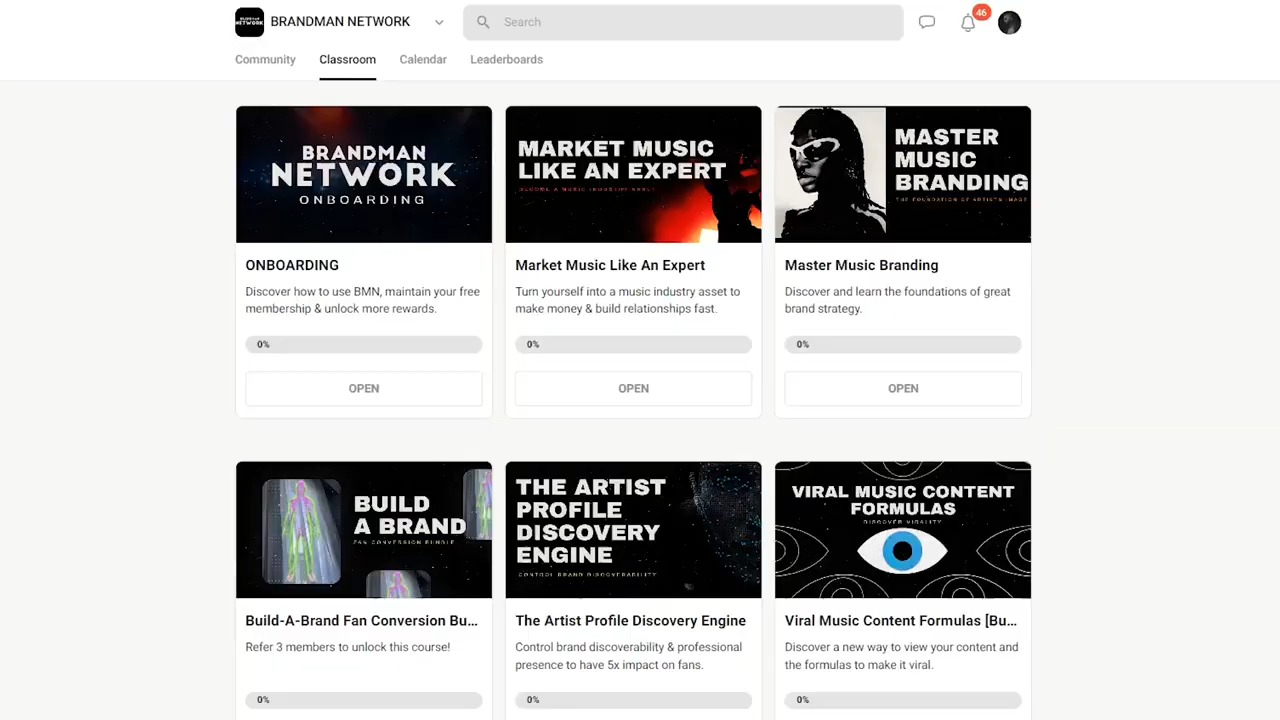 BRANDMAN NETWORK
BRANDMAN NETWORK
Search
46
Community
Classroom
Calendar
Leaderboards
BRANDMAN
NETWORK
ONBOARDING
MARKET MUSIC
LIKE AN EXPERT
BECOME A MUSIC INDUSTRY ASSET
MASTER
MUSIC
BRANDING
THE FOUNDATION OF ARTISTS IMAGE
ONBOARDING
Discover how to use BMN, maintain your free
membership & unlock more rewards.
0%
OPEN
Market Music Like An Expert
Turn yourself into a music industry asset to
make money & build relationships fast.
0%
OPEN
Master Music Branding
Discover and learn the foundations of great
brand strategy.
0%
OPEN
BUILD
A BRAND
FAN CONVERSION BUNDLE
THE ARTIST
PROFILE
DISCOVERY
ENGINE
CONTROL BRAND DISCOVERABILITY
VIRAL MUSIC CONTENT
FORMULAS
DISCOVER VIRALITY
Build-A-Brand Fan Conversion Bu...
Refer 3 members to unlock this course!
0%
The Artist Profile Discovery Engine
Control brand discoverability & professional
presence to have 5x impact on fans.
0%
Viral Music Content Formulas [Bu...
Discover a new way to view your content and
the formulas to make it viral.
0%